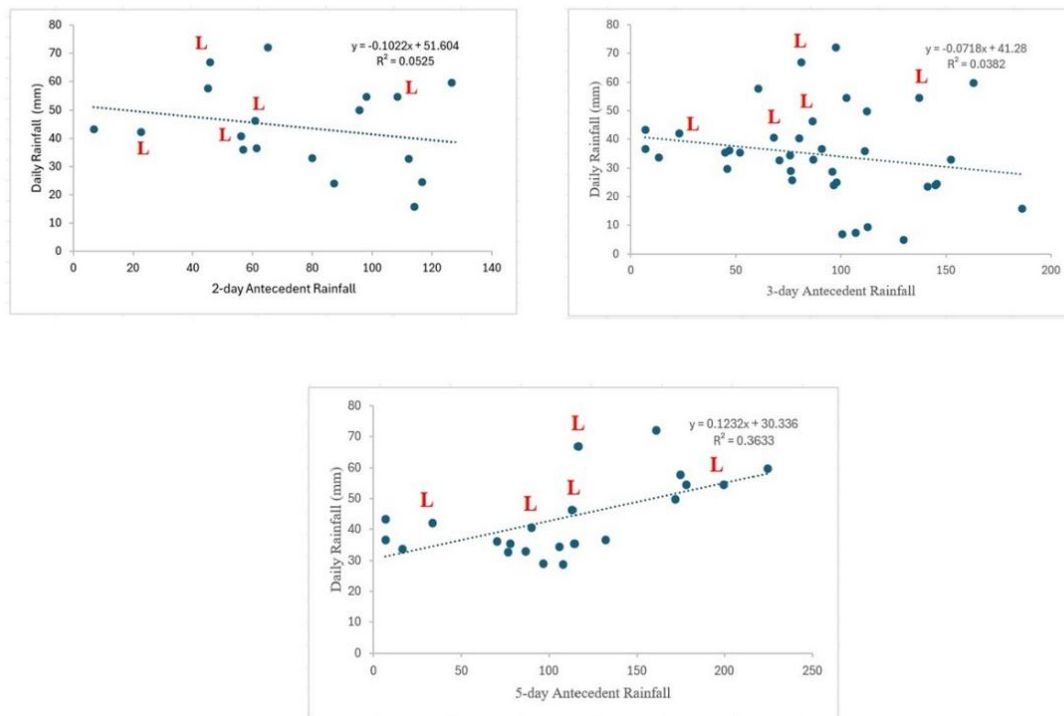 80
70
60
50
40
30
20
10
0
Daily Rainfall (mm)
L
L
L
L
L
y = -0.1022x + 51.604
R² = 0.0525
0 20 40 60 80 100 120 140
2-day Antecedent Rainfall
80
70
60
50
40
30
20
10
0
Daily Rainfall (mm)
L
L
L
L
L
y = -0.0718x + 41.28
R² = 0.0382
0 50 100 150 200
3-day Antecedent Rainfall
80
70
60
50
40
30
20
10
0
Daily Rainfall (mm)
L
L
L
L
L
y = 0.1232x + 30.336
R² = 0.3633
0 50 100 150 200 250
5-day Antecedent Rainfall